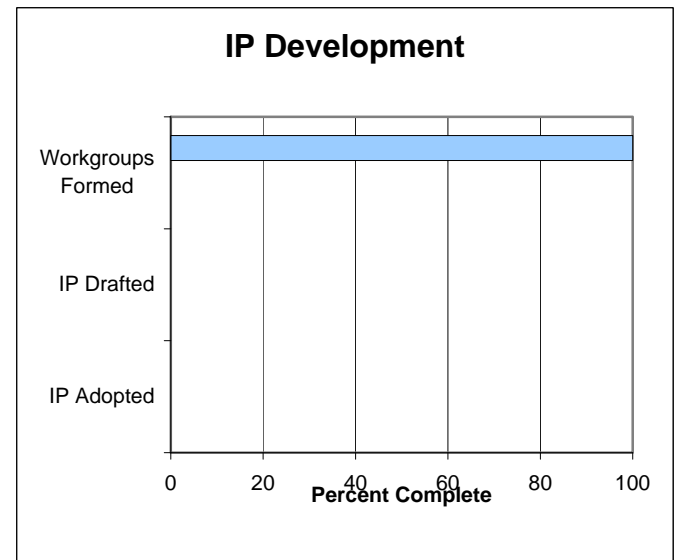 IP Development
Workgroups
Formed
IP Drafted
IP Adopted
0 20 40 60 80 100
Percent Complete